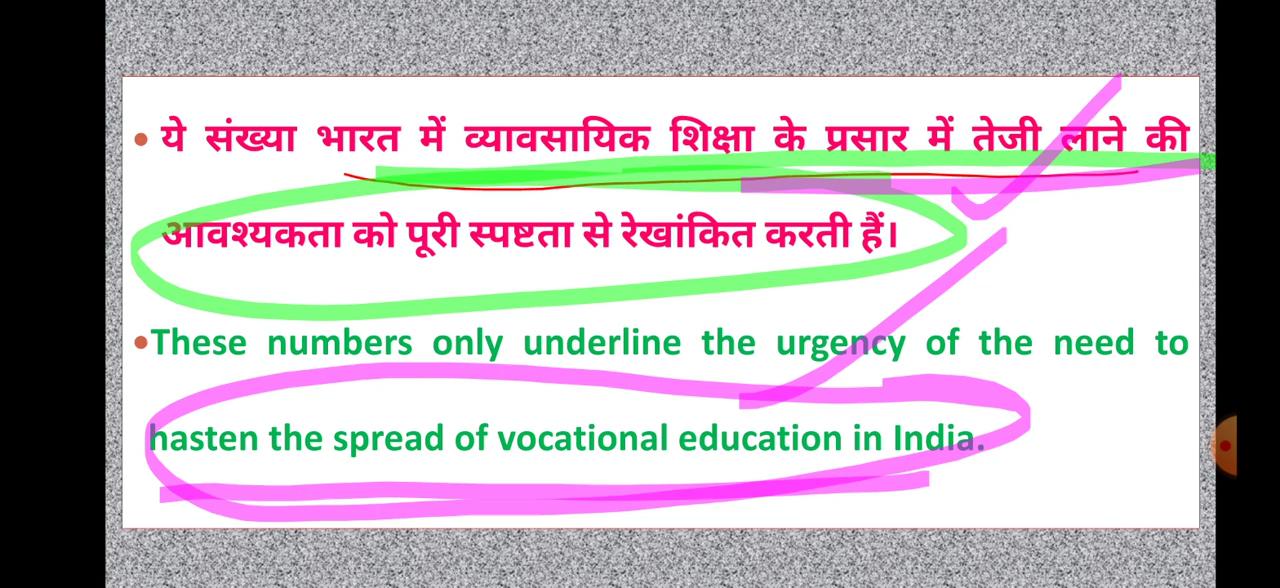 • ये संख्या भारत में व्यावसायिक शिक्षा के प्रसार में तेजी लाने की
आवश्यकता को पूरी स्पष्टता से रेखांकित करती हैं।
•These numbers only underline the urgency of the need to
hasten the spread of vocational education in India.